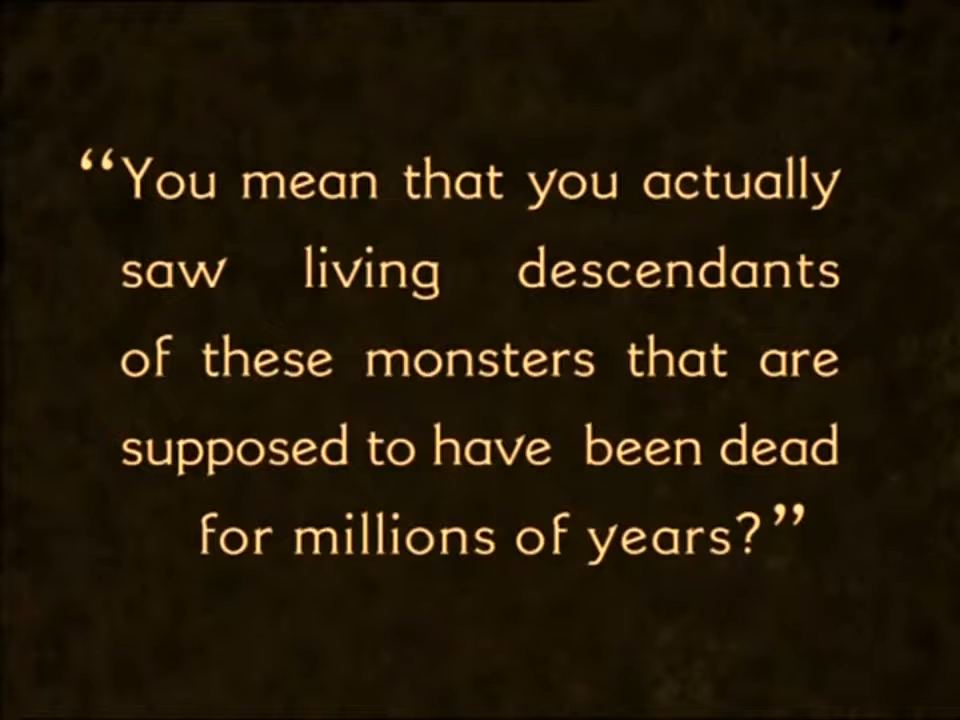 “You mean that you actually
saw living descendants
of these monsters that are
supposed to have been dead
for millions of years?”